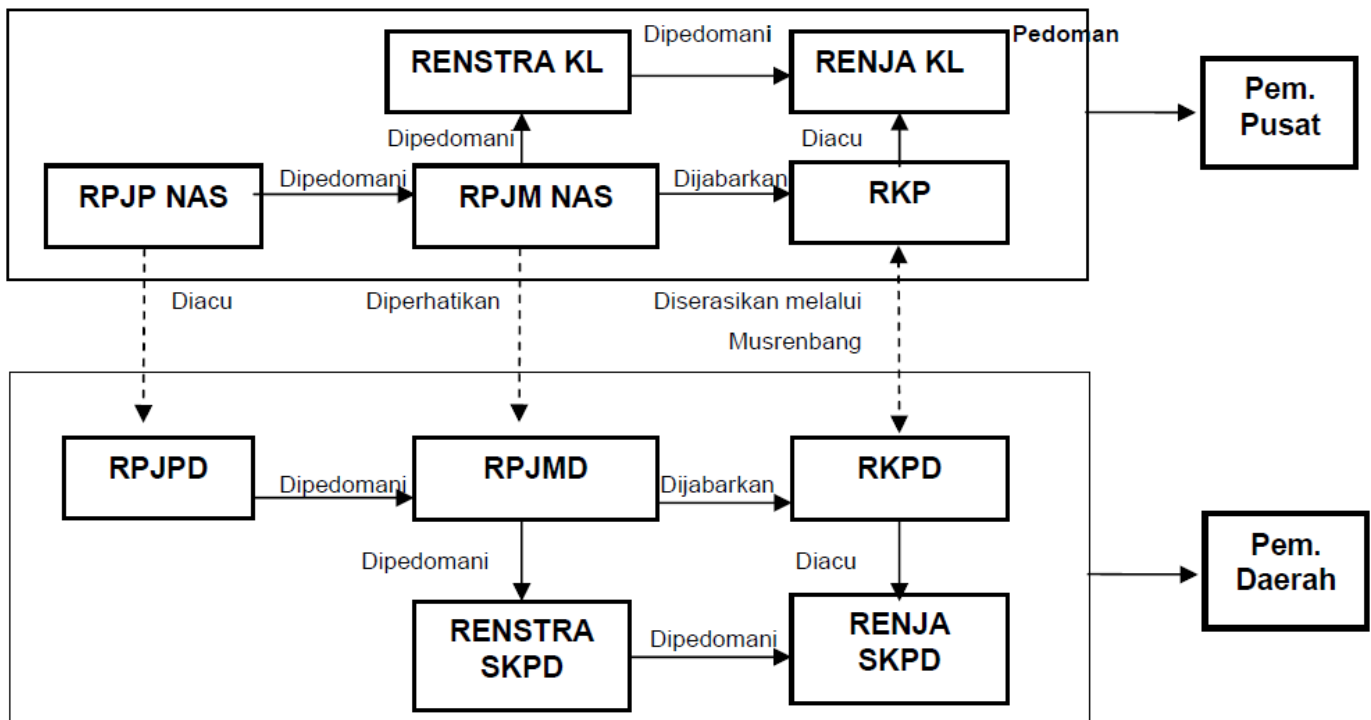 Dipedomani
Pedoman
RENSTRA KL
RENJA KL
Pem.
Pusat
Dipedomani
Diacu
RPJP NAS
Dipedomani
RPJM NAS
Dijabarkan
RKP
Diacu
Diperhatikan
Diserasikan melalui
Musrenbang
RPJPD
Dipedomani
RPJMD
Dijabarkan
RKPD
Dipedomani
Diacu
Pem.
Daerah
RENSTRA
SKPD
Dipedomani
RENJA
SKPD